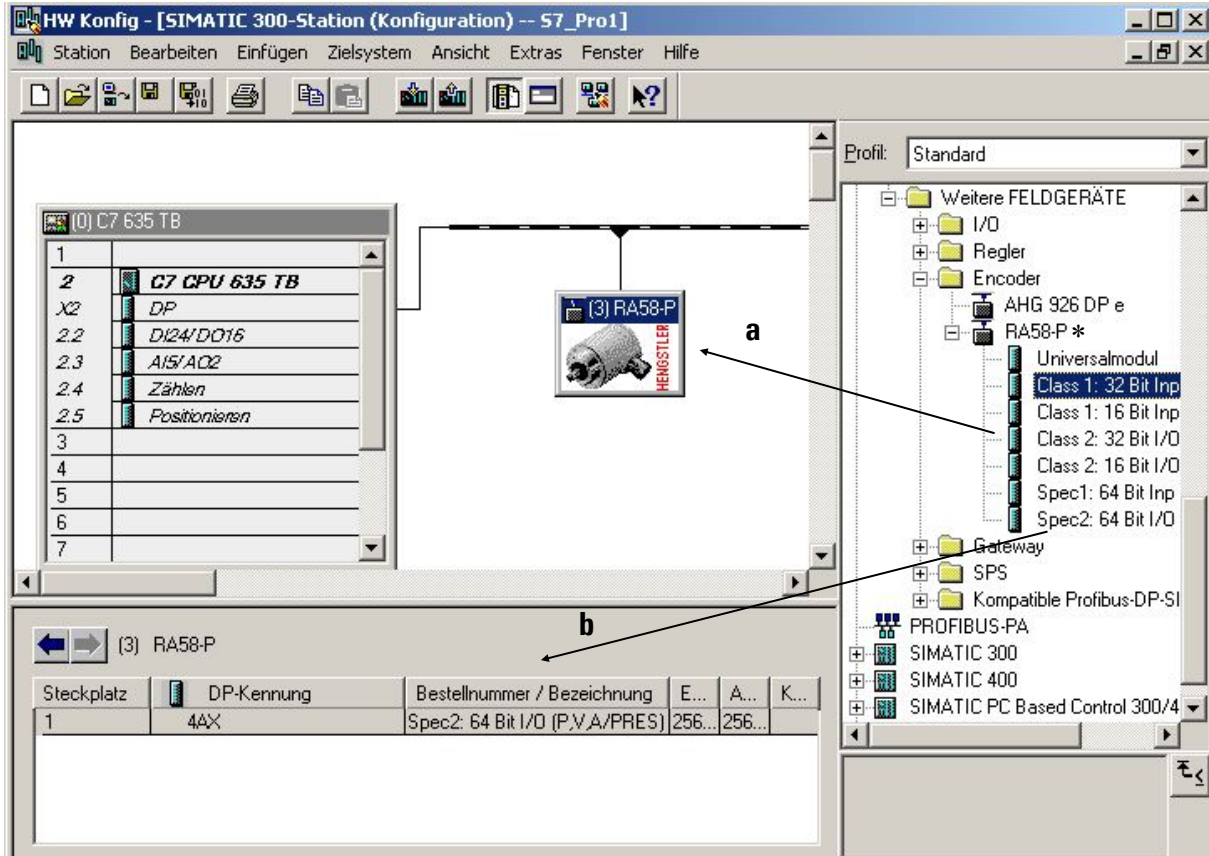 HW Konfig - [SIMATIC 300-Station (Konfiguration) -- S7_Pro1]
Station Bearbeiten Einfügen Zielsystem Ansicht Extras Fenster Hilfe
(0) C7 635 TB
1
2 C7 CPU 635 TB
X2 DP
2.2 DI24/DO16
2.3 AI5/AO2
2.4 Zählen
2.5 Positionieren
3
4
5
6
7
(3) RA58-P
HENGSTLER
a
Profil: Standard
Weitere FELDGERÄTE
I/O
Regler
Encoder
AHG 926 DP e
RA58-P *
Universalmodul
Class 1: 32 Bit Inp
Class 1: 16 Bit Inp
Class 2: 32 Bit I/O
Class 2: 16 Bit I/O
Spec1: 64 Bit Inp
Spec2: 64 Bit I/O
Gateway
SPS
Kompatible Profibus-DP-Sl
PROFIBUS-PA
SIMATIC 300
SIMATIC 400
SIMATIC PC Based Control 300/4
b
(3) RA58-P
Steckplatz DP-Kennung Bestellnummer / Bezeichnung E... A... K...
1 4AX Spec2: 64 Bit I/O (P,V,A/PRES) 256... 256...